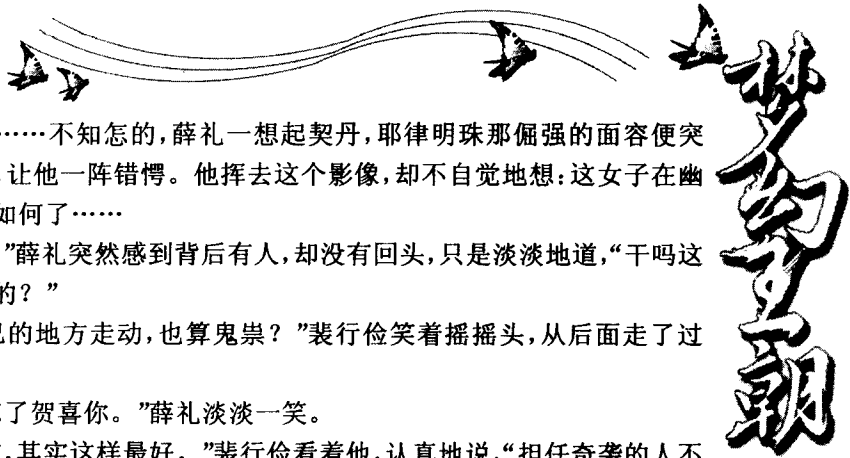 梦幻王朝
……不知怎的,薛礼一想起契丹,耶律明珠那倔强的面容便突
让他一阵错愕。他挥去这个影像,却不自觉地想:这女子在幽
如何了……
”薛礼突然感到背后有人,却没有回头,只是淡淡地道,“干吗这
的?”
的地方走动,也算鬼祟?”裴行俭笑着摇摇头,从后面走了过
了贺喜你。”薛礼淡淡一笑。
,其实这样最好。”裴行俭看着他,认真地说,“担任奇袭的人不